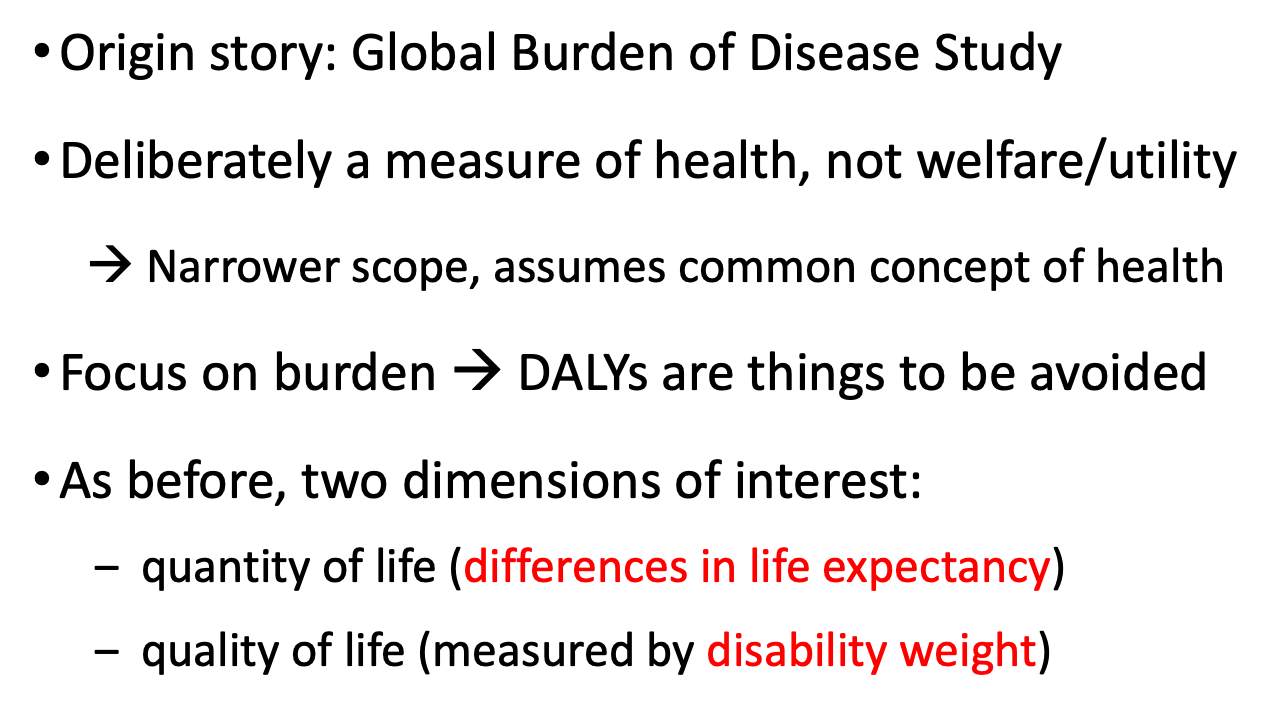 • Origin story: Global Burden of Disease Study
• Deliberately a measure of health, not welfare/utility
→ Narrower scope, assumes common concept of health
• Focus on burden → DALYs are things to be avoided
• As before, two dimensions of interest:
– quantity of life (differences in life expectancy)
– quality of life (measured by disability weight)